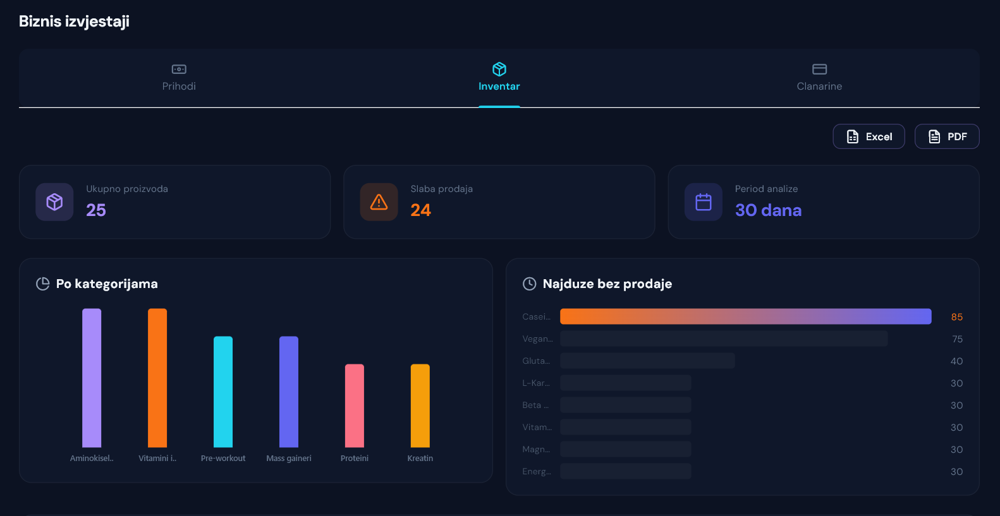 Biznis izvjestaji
Prihodi
Inventar
Clanarine
Excel
PDF
Ukupno proizvoda
25
Slaba prodaja
24
Period analize
30 dana
Po kategorijama
Aminokisel..
Vitamini i..
Pre-workout
Mass gaineri
Proteini
Kreatin
Najduze bez prodaje
Casei... 85
Vegan... 75
Gluta... 40
L-Kar... 30
Beta ... 30
Vitam... 30
Magn... 30
Energ... 30